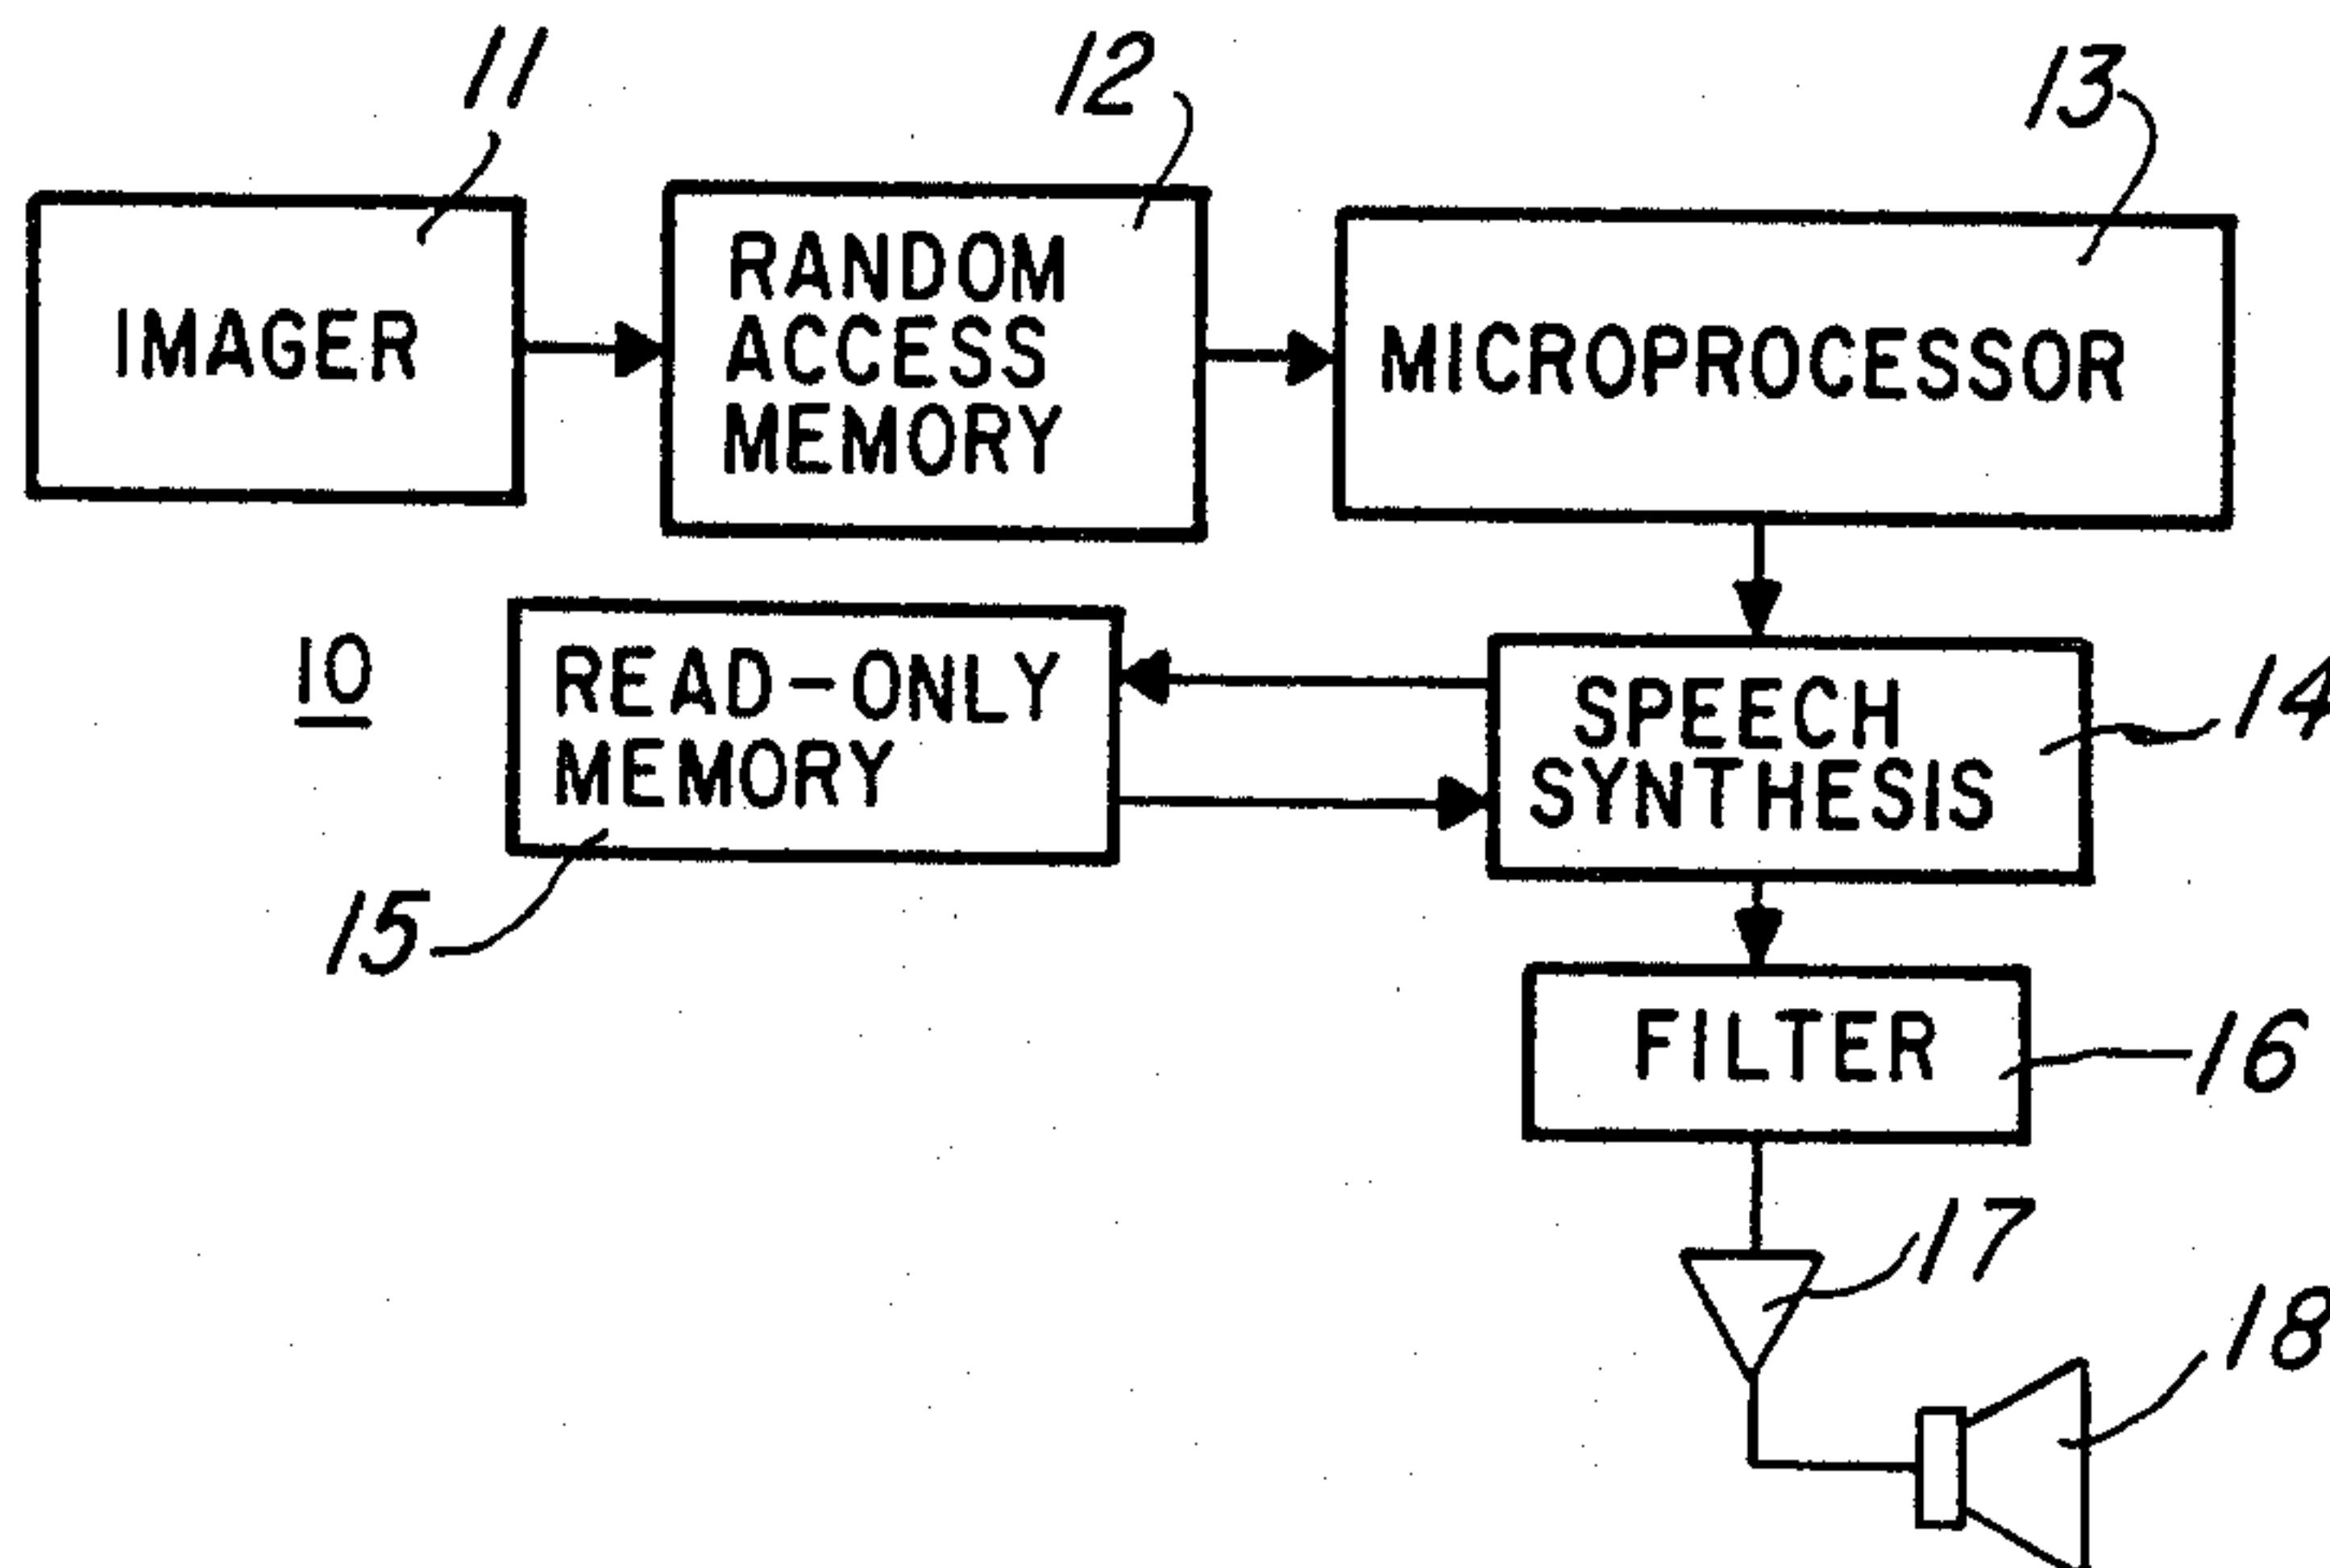 11
12
13
IMAGER
RANDOM
ACCESS
MEMORY
MICROPROCESSOR
10
READ-ONLY
MEMORY
SPEECH
SYNTHESIS
14
15
FILTER
16
17
18